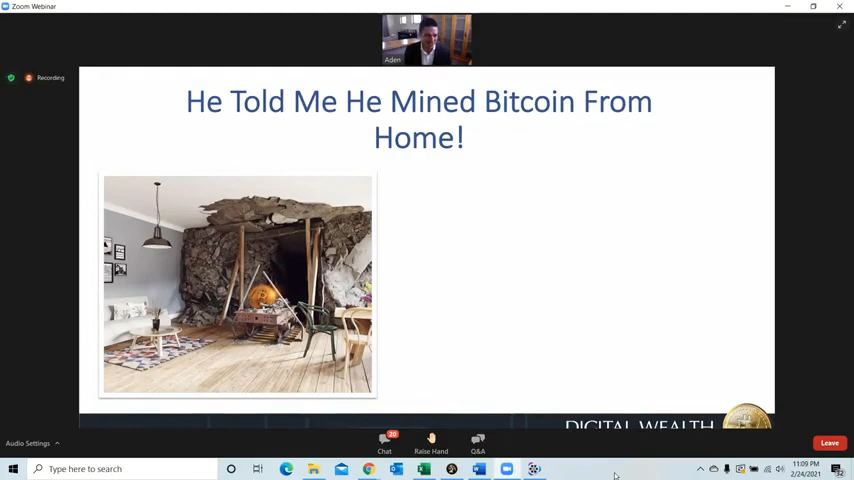 Zoom Webinar
Aden
Recording
He Told Me He Mined Bitcoin From
Home!
DIGITAL WEALTH
20
Chat
Raise Hand
Q&A
Leave
Audio Settings
Type here to search
11:09 PM
2/24/2021